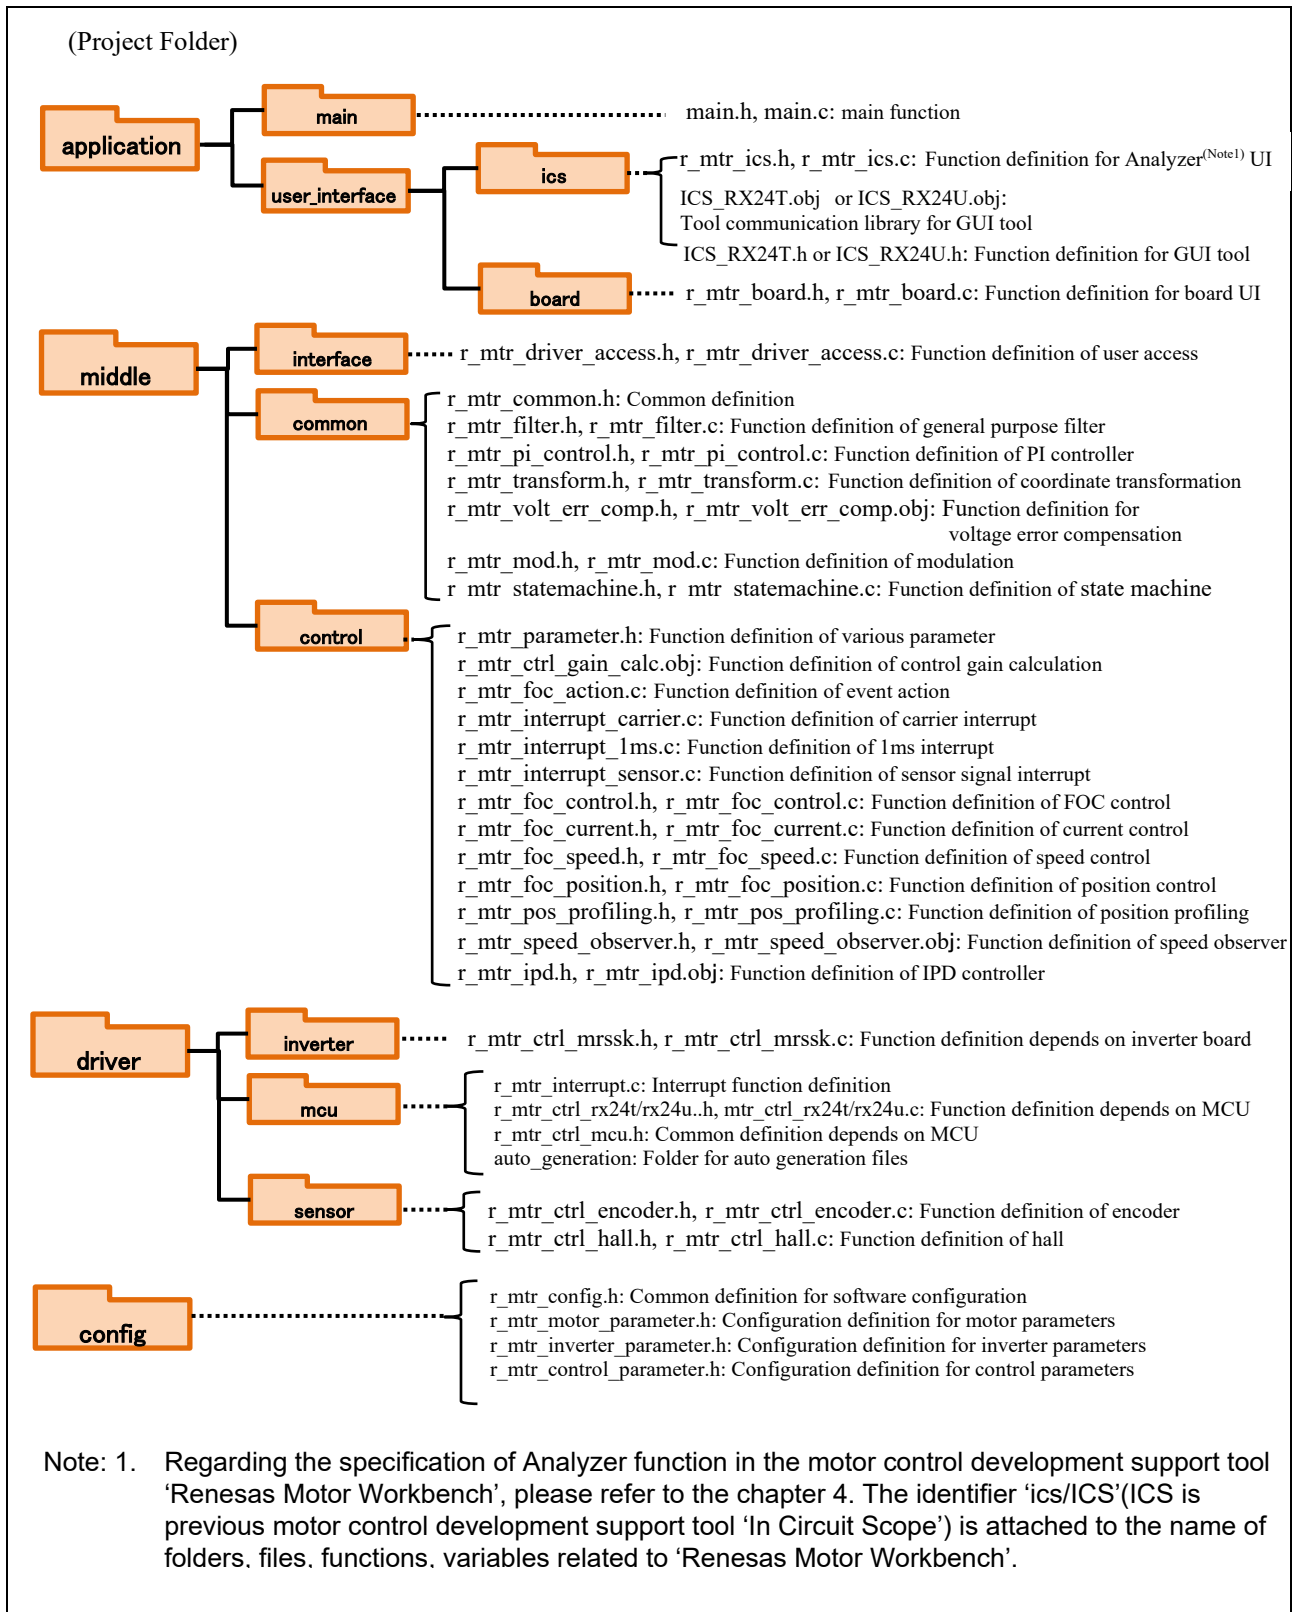 (Project Folder)
application
main
main.h, main.c: main function
user_interface
ics
r_mtr_ics.h, r_mtr_ics.c: Function definition for Analyzer(Note1) UI
ICS_RX24T.obj or ICS_RX24U.obj:
Tool communication library for GUI tool
ICS_RX24T.h or ICS_RX24U.h: Function definition for GUI tool
board
r_mtr_board.h, r_mtr_board.c: Function definition for board UI
middle
interface
r_mtr_driver_access.h, r_mtr_driver_access.c: Function definition of user access
common
r_mtr_common.h: Common definition
r_mtr_filter.h, r_mtr_filter.c: Function definition of general purpose filter
r_mtr_pi_control.h, r_mtr_pi_control.c: Function definition of PI controller
r_mtr_transform.h, r_mtr_transform.c: Function definition of coordinate transformation
r_mtr_volt_err_comp.h, r_mtr_volt_err_comp.obj: Function definition for
voltage error compensation
r_mtr_mod.h, r_mtr_mod.c: Function definition of modulation
r_mtr_statemachine.h, r_mtr_statemachine.c: Function definition of state machine
control
r_mtr_parameter.h: Function definition of various parameter
r_mtr_ctrl_gain_calc.obj: Function definition of control gain calculation
r_mtr_foc_action.c: Function definition of event action
r_mtr_interrupt_carrier.c: Function definition of carrier interrupt
r_mtr_interrupt_1ms.c: Function definition of 1ms interrupt
r_mtr_interrupt_sensor.c: Function definition of sensor signal interrupt
r_mtr_foc_control.h, r_mtr_foc_control.c: Function definition of FOC control
r_mtr_foc_current.h, r_mtr_foc_current.c: Function definition of current control
r_mtr_foc_speed.h, r_mtr_foc_speed.c: Function definition of speed control
r_mtr_foc_position.h, r_mtr_foc_position.c: Function definition of position control
r_mtr_pos_profiling.h, r_mtr_pos_profiling.c: Function definition of position profiling
r_mtr_speed_observer.h, r_mtr_speed_observer.obj: Function definition of speed observer
r_mtr_ipd.h, r_mtr_ipd.obj: Function definition of IPD controller
driver
inverter
r_mtr_ctrl_mrssk.h, r_mtr_ctrl_mrssk.c: Function definition depends on inverter board
mcu
r_mtr_interrupt.c: Interrupt function definition
r_mtr_ctrl_rx24t/rx24u..h, mtr_ctrl_rx24t/rx24u.c: Function definition depends on MCU
r_mtr_ctrl_mcu.h: Common definition depends on MCU
auto_generation: Folder for auto generation files
sensor
r_mtr_ctrl_encoder.h, r_mtr_ctrl_encoder.c: Function definition of encoder
r_mtr_ctrl_hall.h, r_mtr_ctrl_hall.c: Function definition of hall
config
r_mtr_config.h: Common definition for software configuration
r_mtr_motor_parameter.h: Configuration definition for motor parameters
r_mtr_inverter_parameter.h: Configuration definition for inverter parameters
r_mtr_control_parameter.h: Configuration definition for control parameters
Note: 1. Regarding the specification of Analyzer function in the motor control development support tool
‘Renesas Motor Workbench’, please refer to the chapter 4. The identifier ‘ics/ICS’(ICS is
previous motor control development support tool ‘In Circuit Scope’) is attached to the name of
folders, files, functions, variables related to ‘Renesas Motor Workbench’.